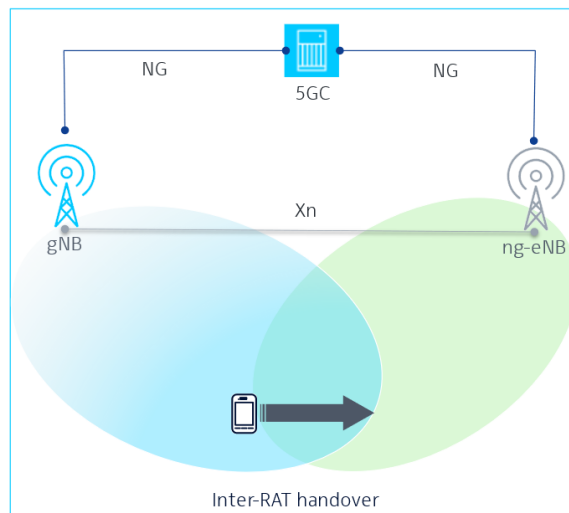 NG
NG
5GC
Xn
gNB
ng-eNB
Inter-RAT handover